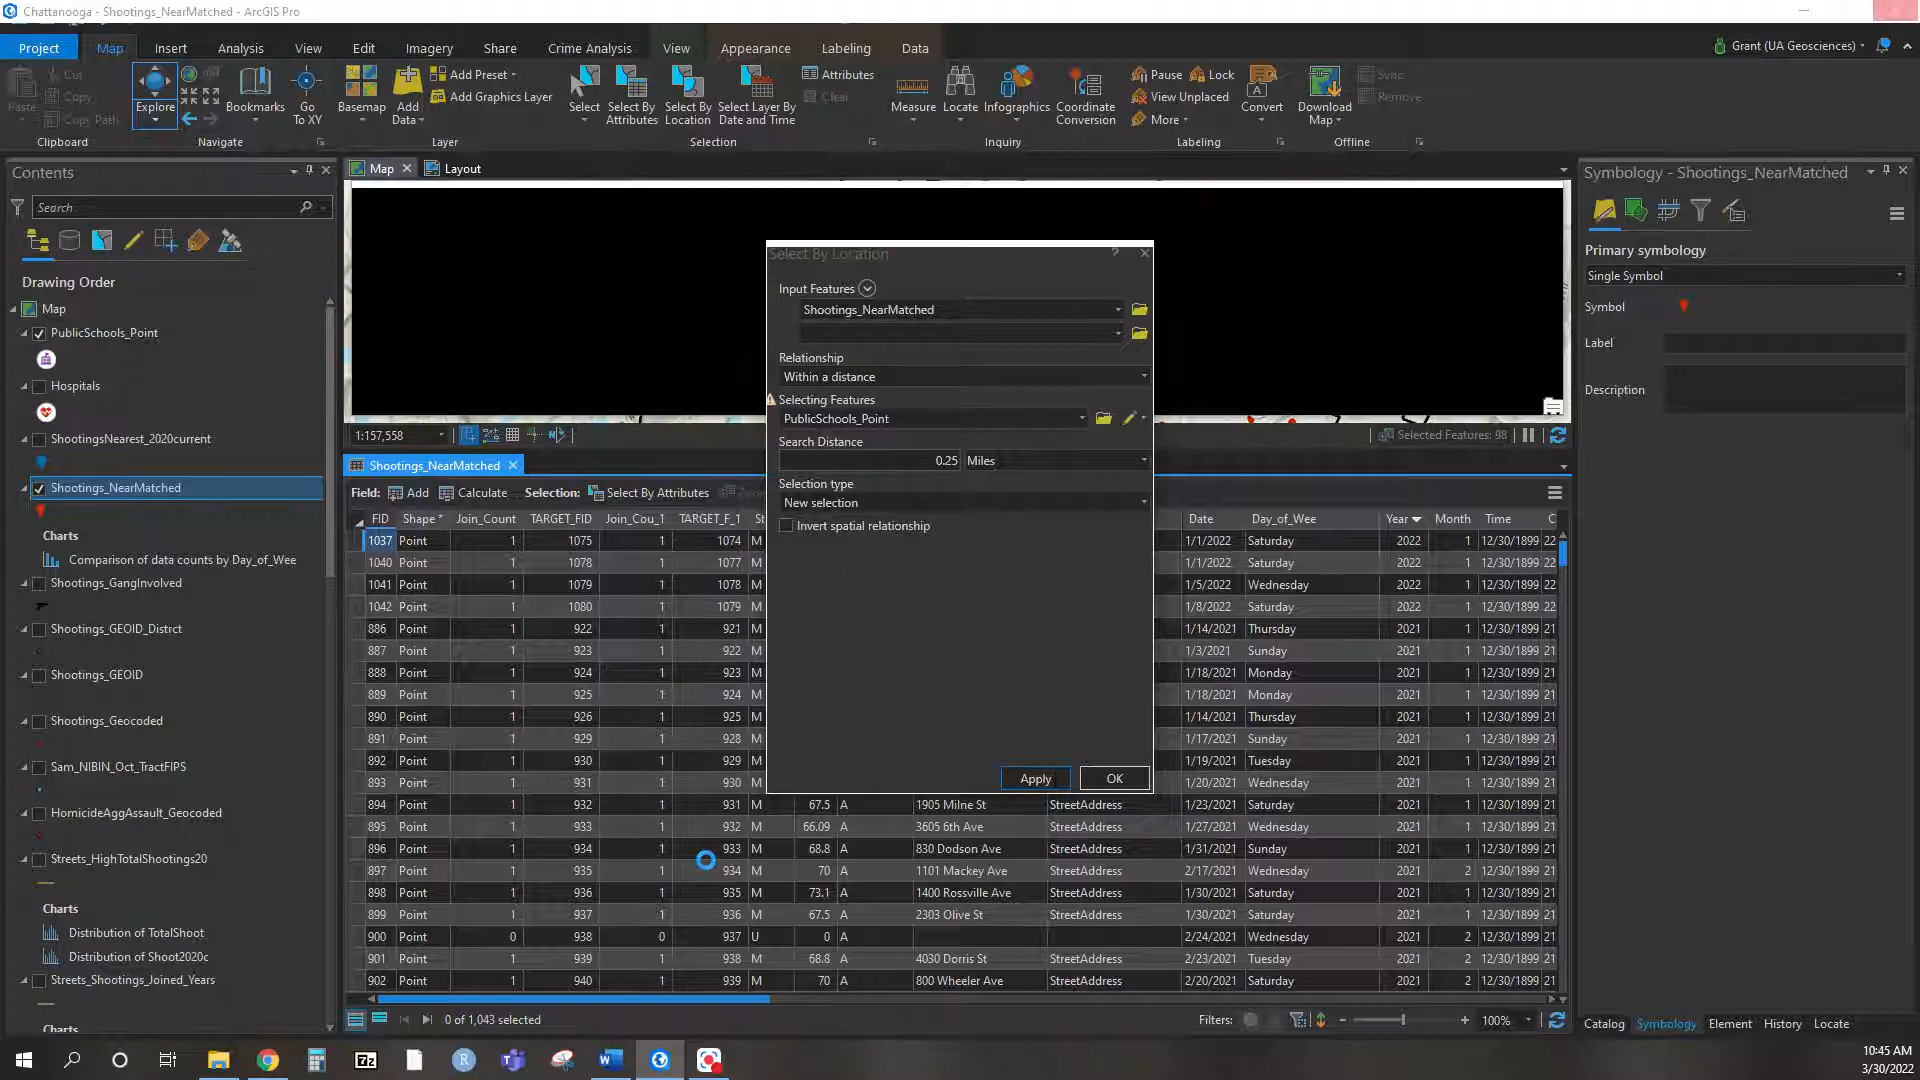 Chattanooga - Shootings_NearMatched - ArcGIS Pro
Project Map Insert Analysis View Edit Imagery Share Crime Analysis View Appearance Labeling Data
Grant (UA Geosciences)
Paste Cut Copy Copy Path
Clipboard
Explore Bookmarks Go To XY
Navigate
Basemap Add Data Add Preset Add Graphics Layer
Layer
Select Select By Attributes Select By Location Select Layer By Date and Time Attributes Clear
Selection
Measure Locate Infographics Coordinate Conversion
Inquiry
Pause Lock View Unplaced More Convert
Labeling
Download Map Sync Remove
Offline
Contents
Search
Drawing Order
Map
PublicSchools_Point
Hospitals
ShootingsNearest_2020current
Shootings_NearMatched
Charts
Comparison of data counts by Day_of_Wee
Shootings_GangInvolved
Shootings_GEOID_Distrct
Shootings_GEOID
Shootings_Geocoded
Sam_NIBIN_Oct_TractFIPS
HomicideAggAssault_Geocoded
Streets_HighTotalShootings20
Charts
Distribution of TotalShoot
Distribution of Shoot2020c
Streets_Shootings_Joined_Years
Charts
Map Layout
1:157,558
Selected Features: 98
Select By Location
Input Features
Shootings_NearMatched
Relationship
Within a distance
Selecting Features
PublicSchools_Point
Search Distance
0.25 Miles
Selection type
New selection
Invert spatial relationship
Apply OK
Shootings_NearMatched
Field: Add Calculate Selection: Select By Attributes
FID Shape * Join_Count TARGET_FID Join_Cou_1 TARGET_F_1 St Date Day_of_Wee Year Month Time C
1037 Point 1 1075 1 1074 M 1/1/2022 Saturday 2022 1 12/30/1899 22
1040 Point 1 1078 1 1077 M 1/1/2022 Saturday 2022 1 12/30/1899 22
1041 Point 1 1079 1 1078 M 1/5/2022 Wednesday 2022 1 12/30/1899 22
1042 Point 1 1080 1 1079 M 1/8/2022 Saturday 2022 1 12/30/1899 22
886 Point 1 922 1 921 M 1/14/2021 Thursday 2021 1 12/30/1899 21
887 Point 1 923 1 922 M 1/3/2021 Sunday 2021 1 12/30/1899 21
888 Point 1 924 1 923 M 1/18/2021 Monday 2021 1 12/30/1899 21
889 Point 1 925 1 924 M 1/18/2021 Monday 2021 1 12/30/1899 21
890 Point 1 926 1 925 M 1/14/2021 Thursday 2021 1 12/30/1899 21
891 Point 1 929 1 928 M 1/17/2021 Sunday 2021 1 12/30/1899 21
892 Point 1 930 1 929 M 1/19/2021 Tuesday 2021 1 12/30/1899 21
893 Point 1 931 1 930 M 1/20/2021 Wednesday 2021 1 12/30/1899 21
894 Point 1 932 1 931 M 67.5 A 1905 Milne St StreetAddress 1/23/2021 Saturday 2021 1 12/30/1899 21
895 Point 1 933 1 932 M 66.09 A 3605 6th Ave StreetAddress 1/27/2021 Wednesday 2021 1 12/30/1899 21
896 Point 1 934 1 933 M 68.8 A 830 Dodson Ave StreetAddress 1/31/2021 Sunday 2021 1 12/30/1899 21
897 Point 1 935 1 934 M 70 A 1101 Mackey Ave StreetAddress 2/17/2021 Wednesday 2021 2 12/30/1899 21
898 Point 1 936 1 935 M 73.1 A 1400 Rossville Ave StreetAddress 1/30/2021 Saturday 2021 1 12/30/1899 21
899 Point 1 937 1 936 M 67.5 A 2303 Olive St StreetAddress 1/30/2021 Saturday 2021 1 12/30/1899 21
900 Point 0 938 0 937 U 0 A 2/24/2021 Wednesday 2021 2 12/30/1899 21
901 Point 1 939 1 938 M 68.8 A 4030 Dorris St StreetAddress 2/23/2021 Tuesday 2021 2 12/30/1899 21
902 Point 1 940 1 939 M 70 A 800 Wheeler Ave StreetAddress 2/20/2021 Saturday 2021 2 12/30/1899 21
0 of 1,043 selected
Filters: 100%
Symbology - Shootings_NearMatched
Primary symbology
Single Symbol
Symbol
Label
Description
Catalog Symbology Element History Locate
10:45 AM
3/30/2022